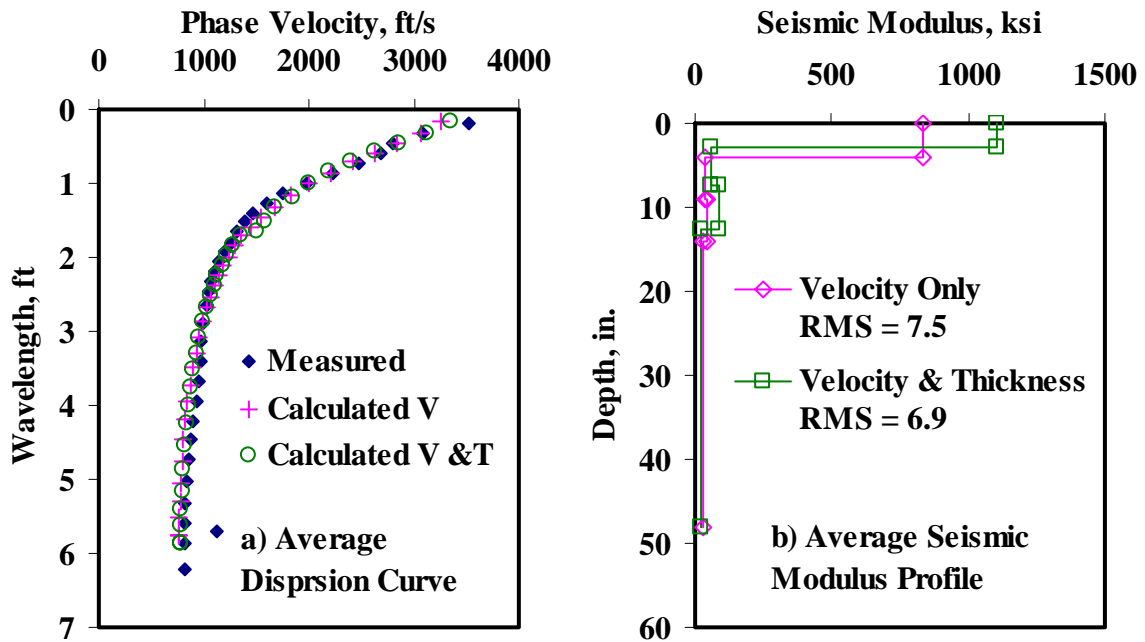 Phase Velocity, ft/s
0 1000 2000 3000 4000
0
1
2
3
4
5
6
7
Wavelength, ft
Measured
Calculated V
Calculated V &T
a) Average
Disprsion Curve
Seismic Modulus, ksi
0 500 1000 1500
0
10
20
30
40
50
60
Depth, in.
Velocity Only
RMS = 7.5
Velocity & Thickness
RMS = 6.9
b) Average Seismic
Modulus Profile